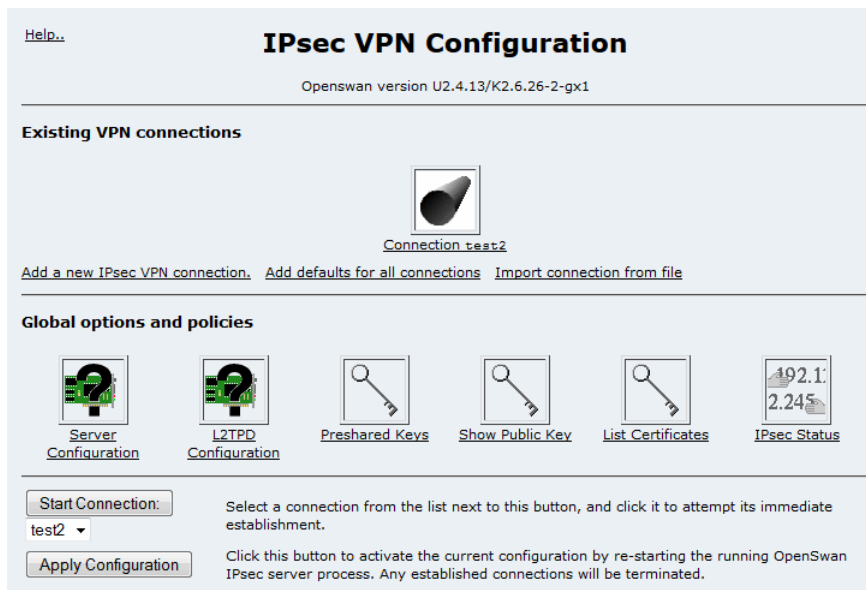 Help..
IPsec VPN Configuration
Openswan version U2.4.13/K2.6.26-2-gx1
Existing VPN connections
Connection test2
Add a new IPsec VPN connection. Add defaults for all connections Import connection from file
Global options and policies
192.1
2.245
Server Configuration
L2TPD Configuration
Preshared Keys
Show Public Key
List Certificates
IPsec Status
Start Connection:
test2
Select a connection from the list next to this button, and click it to attempt its immediate
establishment.
Apply Configuration
Click this button to activate the current configuration by re-starting the running OpenSwan
IPsec server process. Any established connections will be terminated.